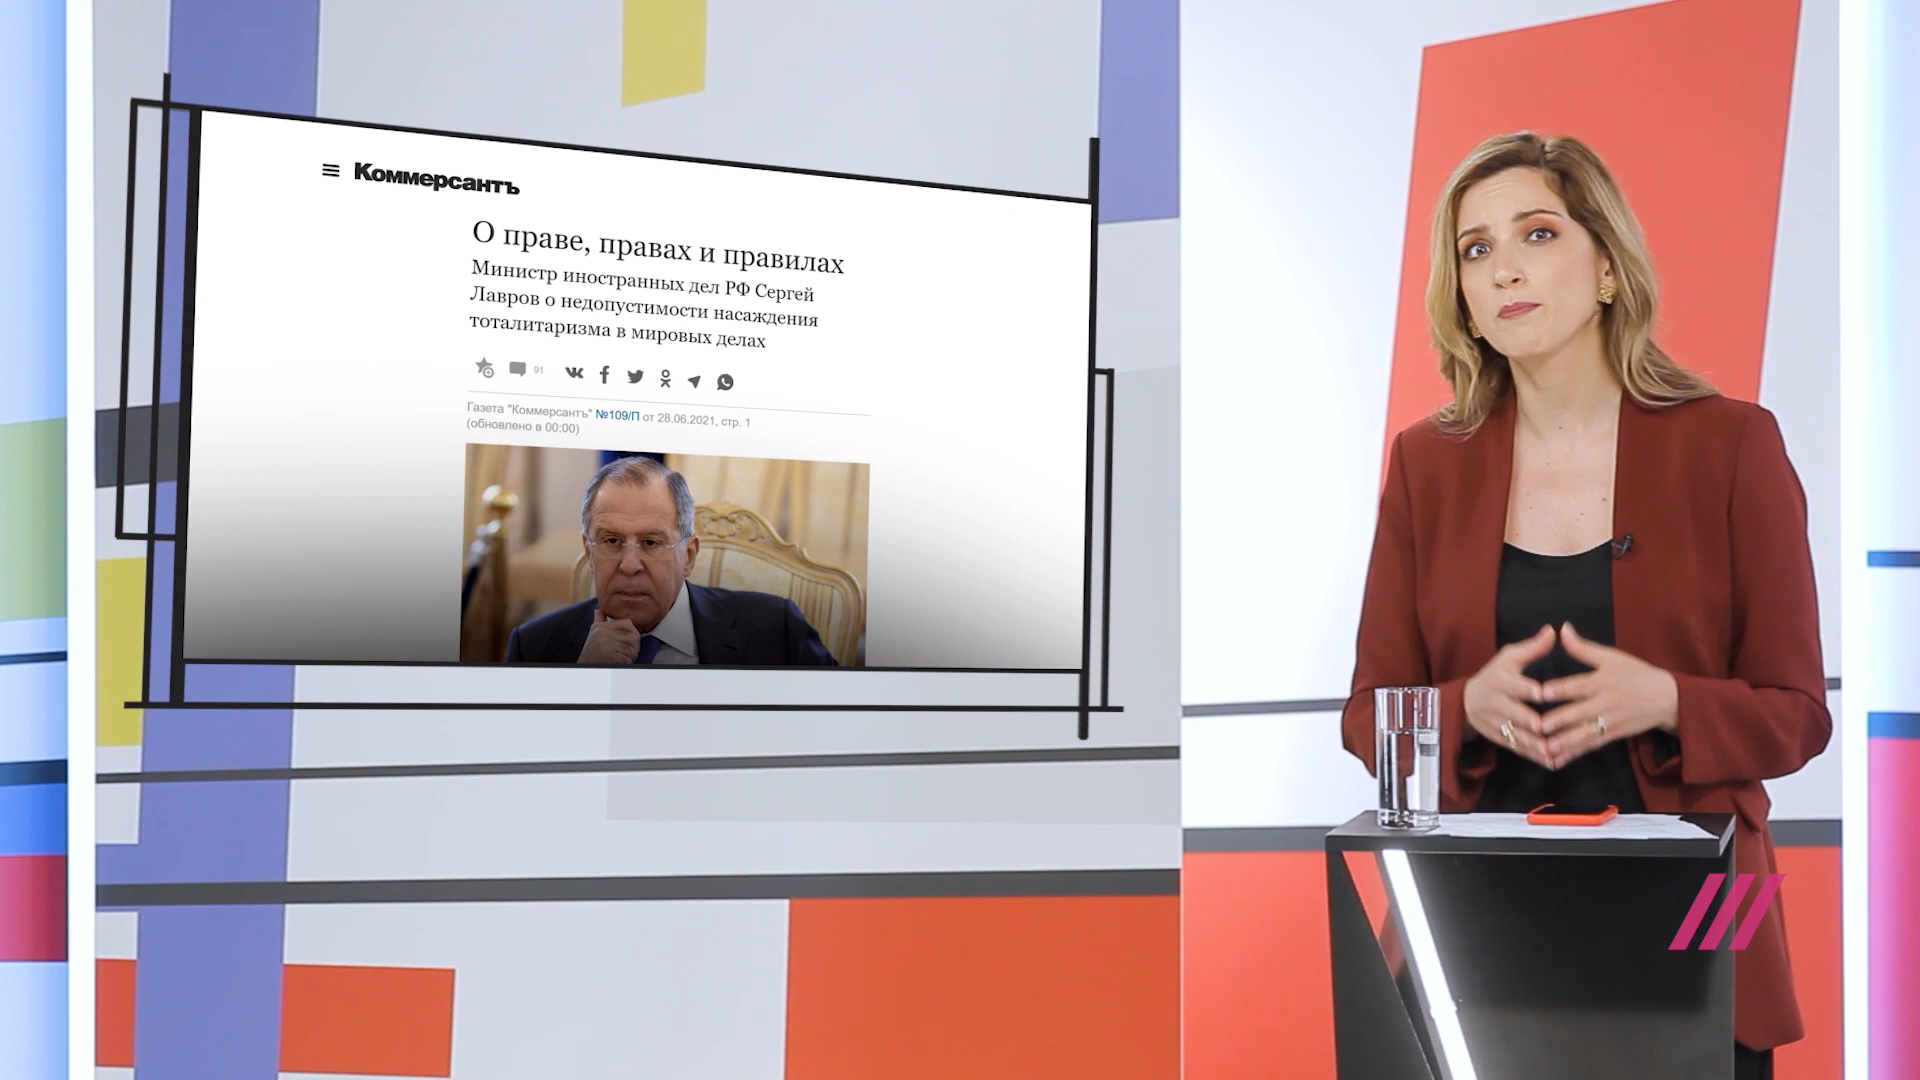 Коммерсантъ
О праве, правах и правилах
Министр иностранных дел РФ Сергей
Лавров о недопустимости насаждения
тоталитаризма в мировых делах
91
Газета "Коммерсантъ" №109/П от 28.06.2021, стр. 1
(обновлено в 00:00)